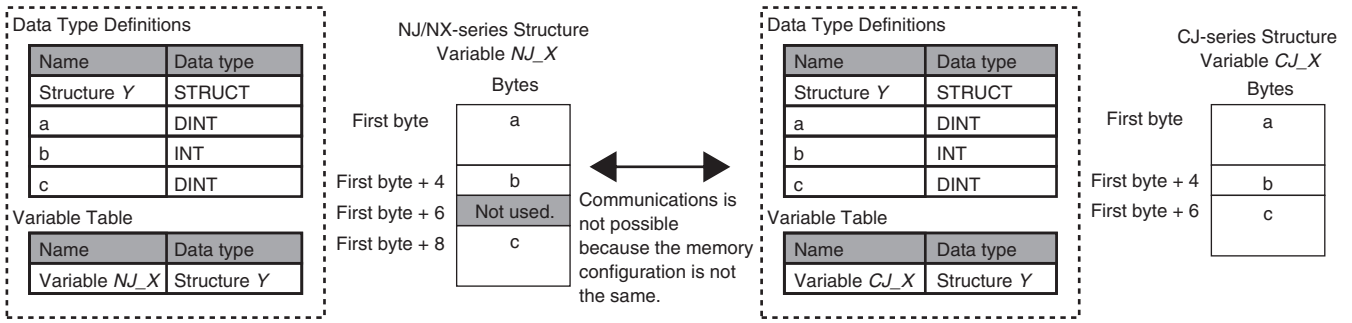 Data Type Definitions
Name Data type
Structure Y STRUCT
a DINT
b INT
c DINT
Variable Table
Name Data type
Variable NJ_X Structure Y
NJ/NX-series Structure
Variable NJ_X
Bytes
First byte a
First byte + 4 b
First byte + 6 Not used.
First byte + 8 c
Communications is
not possible
because the memory
configuration is not
the same.
Data Type Definitions
Name Data type
Structure Y STRUCT
a DINT
b INT
c DINT
Variable Table
Name Data type
Variable CJ_X Structure Y
CJ-series Structure
Variable CJ_X
Bytes
First byte a
First byte + 4 b
First byte + 6 c